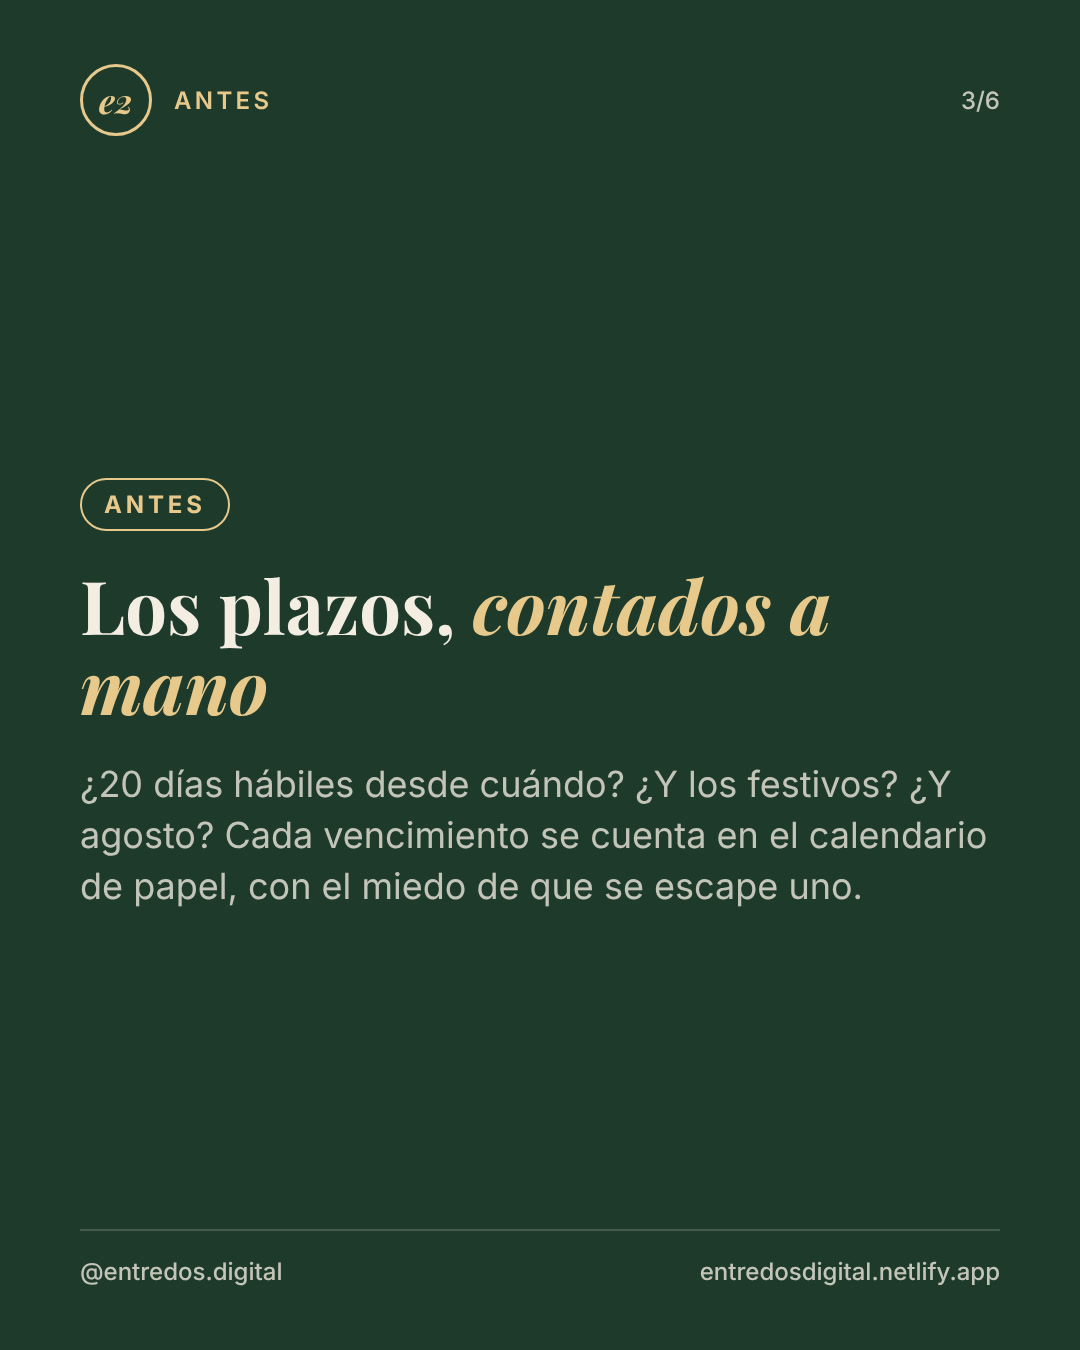 e2 ANTES 3/6
ANTES
Los plazos, contados a
mano
¿20 días hábiles desde cuándo? ¿Y los festivos? ¿Y
agosto? Cada vencimiento se cuenta en el calendario
de papel, con el miedo de que se escape uno.
@entredos.digital entredosdigital.netlify.app